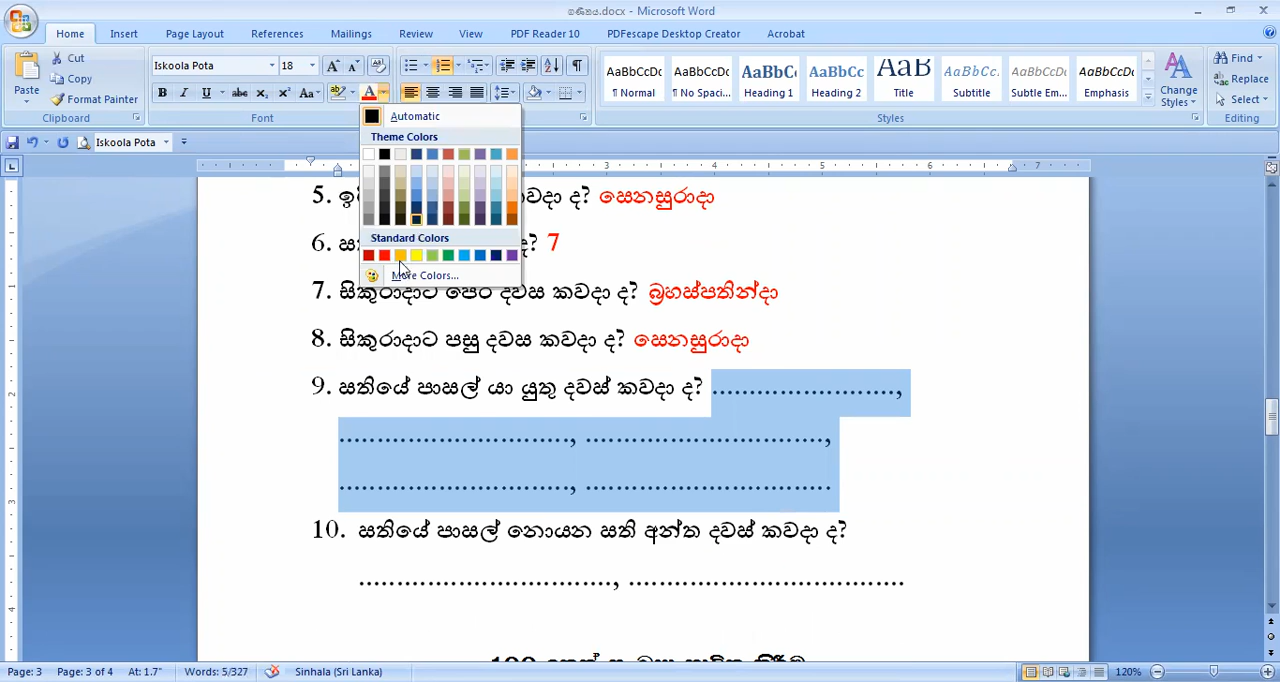 ගණිතය.docx - Microsoft Word
Home Insert Page Layout References Mailings Review View PDF Reader 10 PDFescape Desktop Creator Acrobat
Paste Cut Copy Format Painter Clipboard
Iskoola Pota 18 Font
AaBbCcDc AaBbCcDc AaBbC AaBbCc AaB AaBbCc. AaBbCcDc AaBbCcDc
¶ Normal ¶ No Spaci... Heading 1 Heading 2 Title Subtitle Subtle Em... Emphasis
Change Styles Styles
Find Replace Select Editing
Iskoola Pota
Automatic
Theme Colors
Standard Colors
More Colors...
5. කවදා ද? සෙනසුරාදා
6. ද? 7
7. සිකුරාදාට පෙර දවස කවදා ද? බ්‍රහස්පතින්දා
8. සිකුරාදාට පසු දවස කවදා ද? සෙනසුරාදා
9. සතියේ පාසල් යා යුතු දවස් කවදා ද? ........................,
.............................., ...............................,
.............................., ................................
10. සතියේ පාසල් නොයන සති අන්ත දවස් කවදා ද?
................................., ....................................
Page: 3 Page: 3 of 4 At: 1.7" Words: 5/327 Sinhala (Sri Lanka) 120%